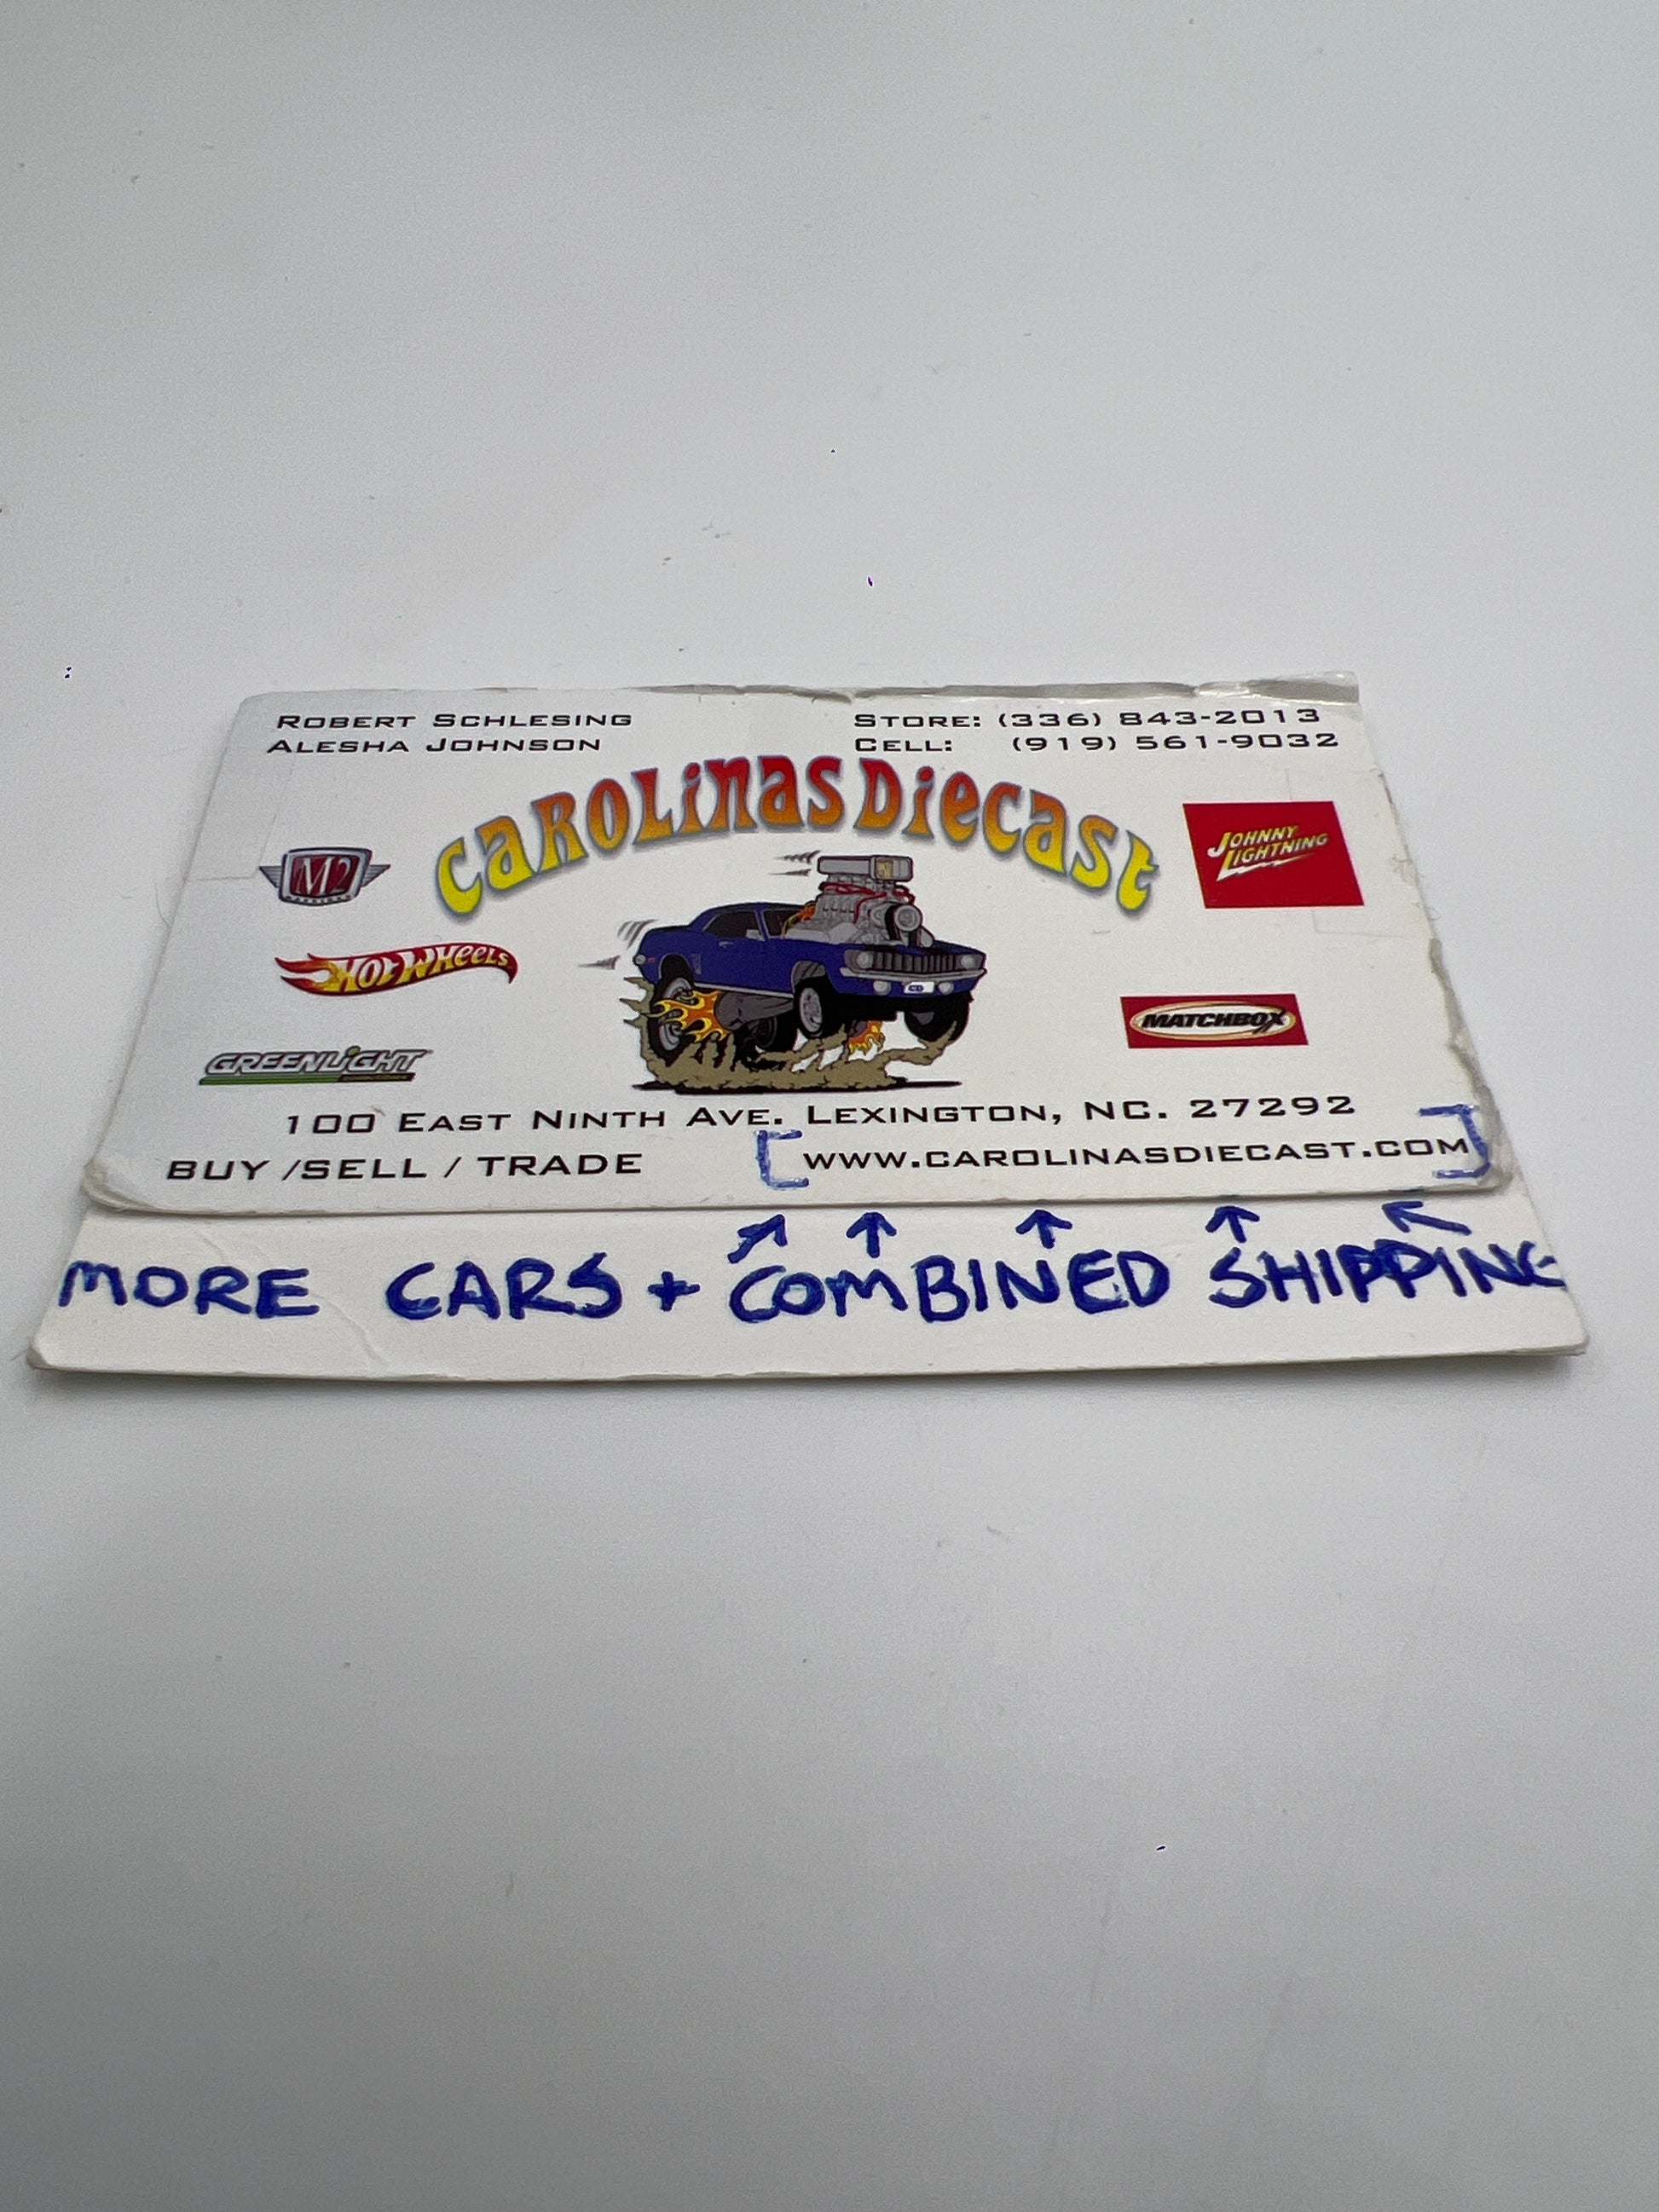 ROBERT SCHLESING
ALESHA JOHNSON
STORE: (336) 843-2013
CELL: (919) 561-9032
CAROLINAS DIECAST
M2
JOHNNY LIGHTNING
HOT WHEELS
MATCHBOX
GREENLIGHT
100 EAST NINTH AVE. LEXINGTON, NC. 27292
BUY /SELL / TRADE
[WWW.CAROLINASDIECAST.COM]
MORE CARS + COMBINED SHIPPING